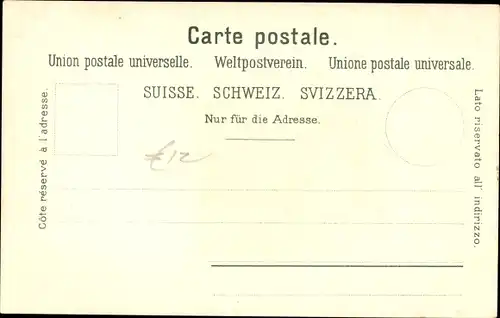 Carte postale.
Union postale universelle. Weltpostverein. Unione postale universale.
SUISSE. SCHWEIZ. SVIZZERA.
Nur für die Adresse.
Côte réservé à l'adresse.
Lato riservato all' indirizzo.
£12